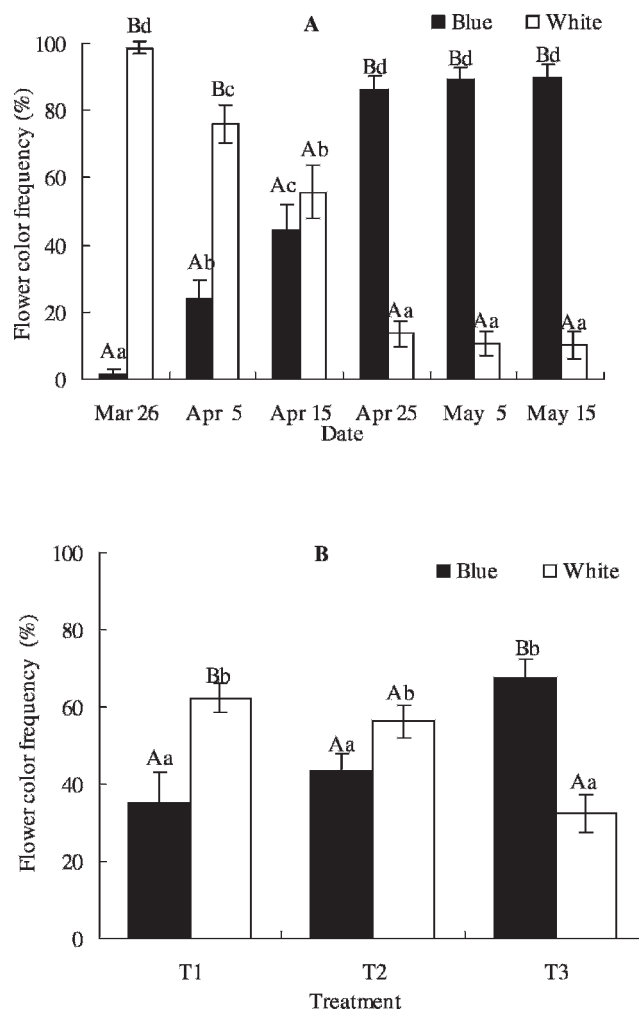 A
Blue White
Flower color frequency (%)
100
80
60
40
20
0
Aa Bd
Ab Bc
Ac Ab
Bd Aa
Bd Aa
Bd Aa
Mar 26 Apr 5 Apr 15 Apr 25 May 5 May 15
Date
B
Blue White
Flower color frequency (%)
100
80
60
40
20
0
Aa Bb
Aa Ab
Bb Aa
T1 T2 T3
Treatment